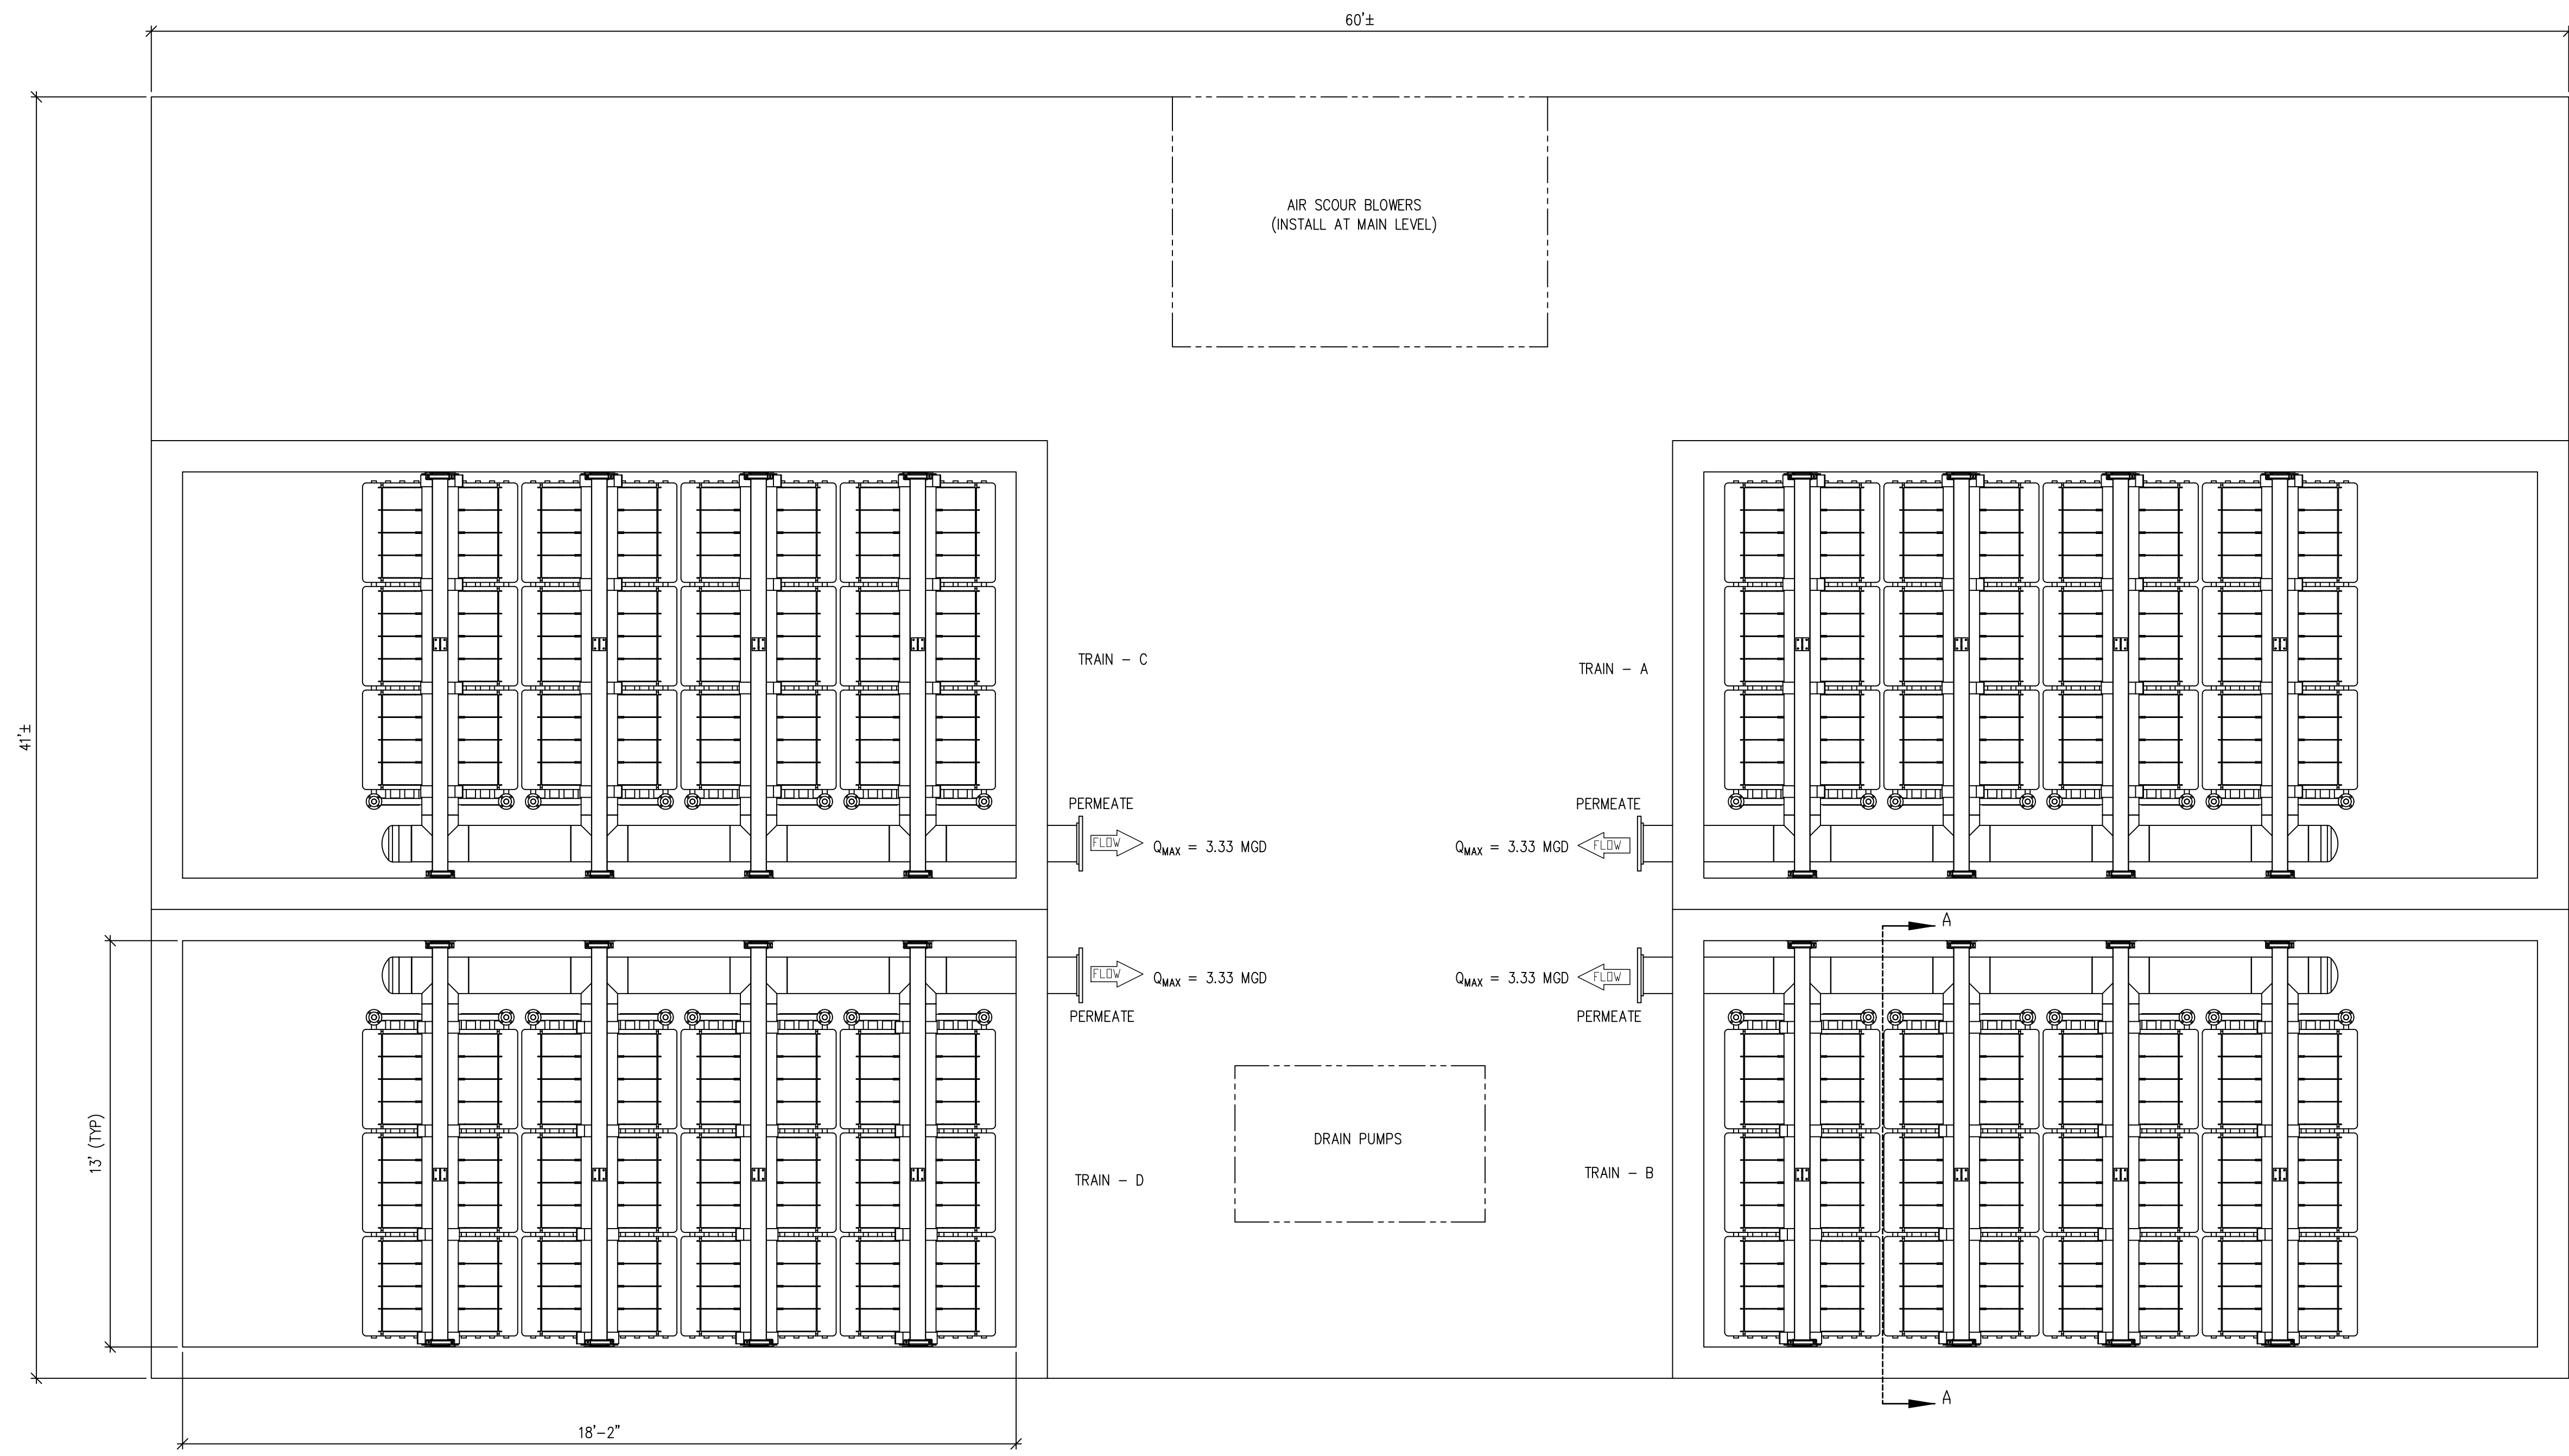 60'±
AIR SCOUR BLOWERS
(INSTALL AT MAIN LEVEL)
41'±
TRAIN – C
TRAIN – A
PERMEATE
PERMEATE
FLOW
QMAX = 3.33 MGD
QMAX = 3.33 MGD
FLOW
A
FLOW
QMAX = 3.33 MGD
QMAX = 3.33 MGD
FLOW
PERMEATE
PERMEATE
13' (TYP)
DRAIN PUMPS
TRAIN – D
TRAIN – B
A
18'–2"